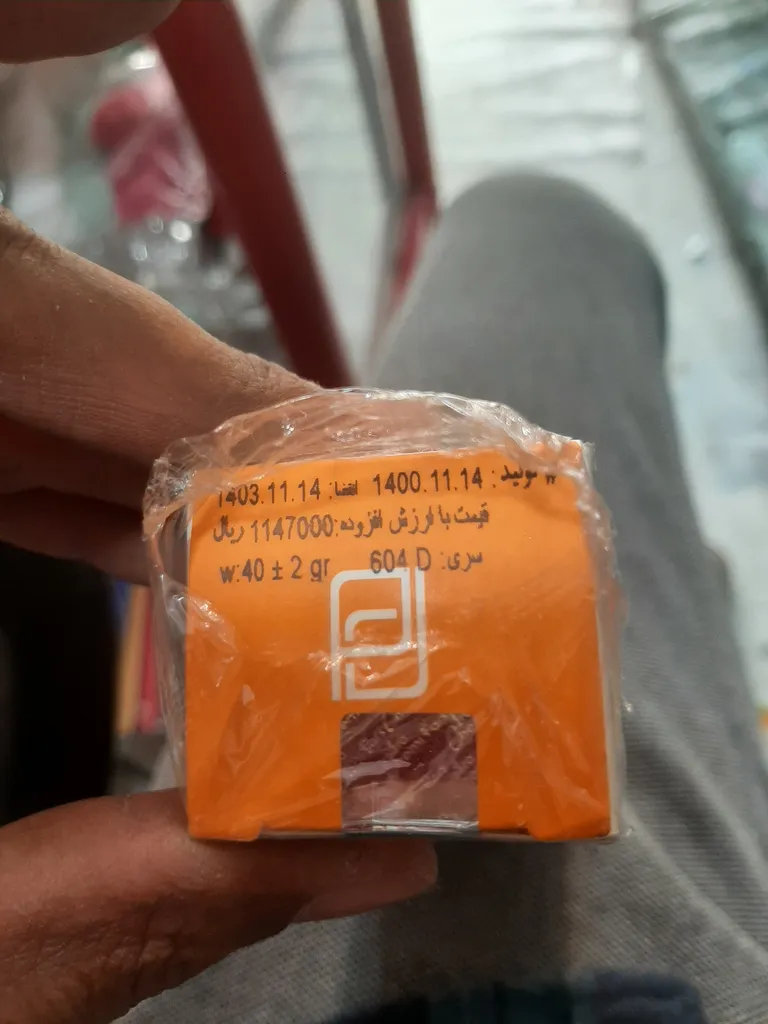 تولید: 1400.11.14 انقضا: 1403.11.14
قیمت با ارزش افزوده: 1147000 ریال
سری: 604 D w:40 ± 2 gr